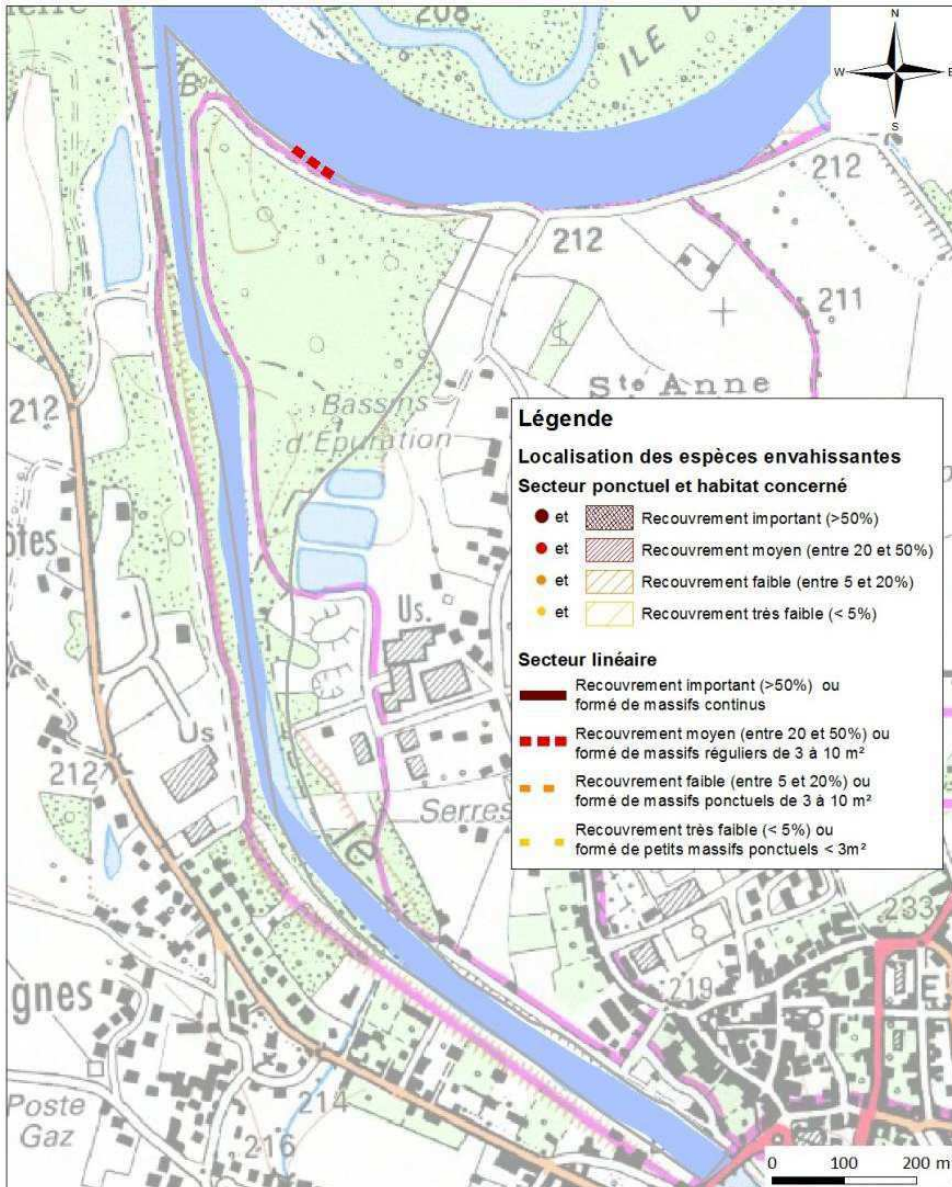 208
ILE D
N
W
E
S
B
212
212
211
Ste ANNE
212
Bassins
d'Épuration
otes
Us.
Us
212
Serres
le
gnes
233
219
E
Poste
Gaz
214
216
Légende
Localisation des espèces envahissantes
Secteur ponctuel et habitat concerné
et Recouvrement important (>50%)
et Recouvrement moyen (entre 20 et 50%)
et Recouvrement faible (entre 5 et 20%)
et Recouvrement très faible (< 5%)
Secteur linéaire
Recouvrement important (>50%) ou
formé de massifs continus
Recouvrement moyen (entre 20 et 50%) ou
formé de massifs réguliers de 3 à 10 m²
Recouvrement faible (entre 5 et 20%) ou
formé de massifs ponctuels de 3 à 10 m²
Recouvrement très faible (< 5%) ou
formé de petits massifs ponctuels < 3m²
0 100 200 m